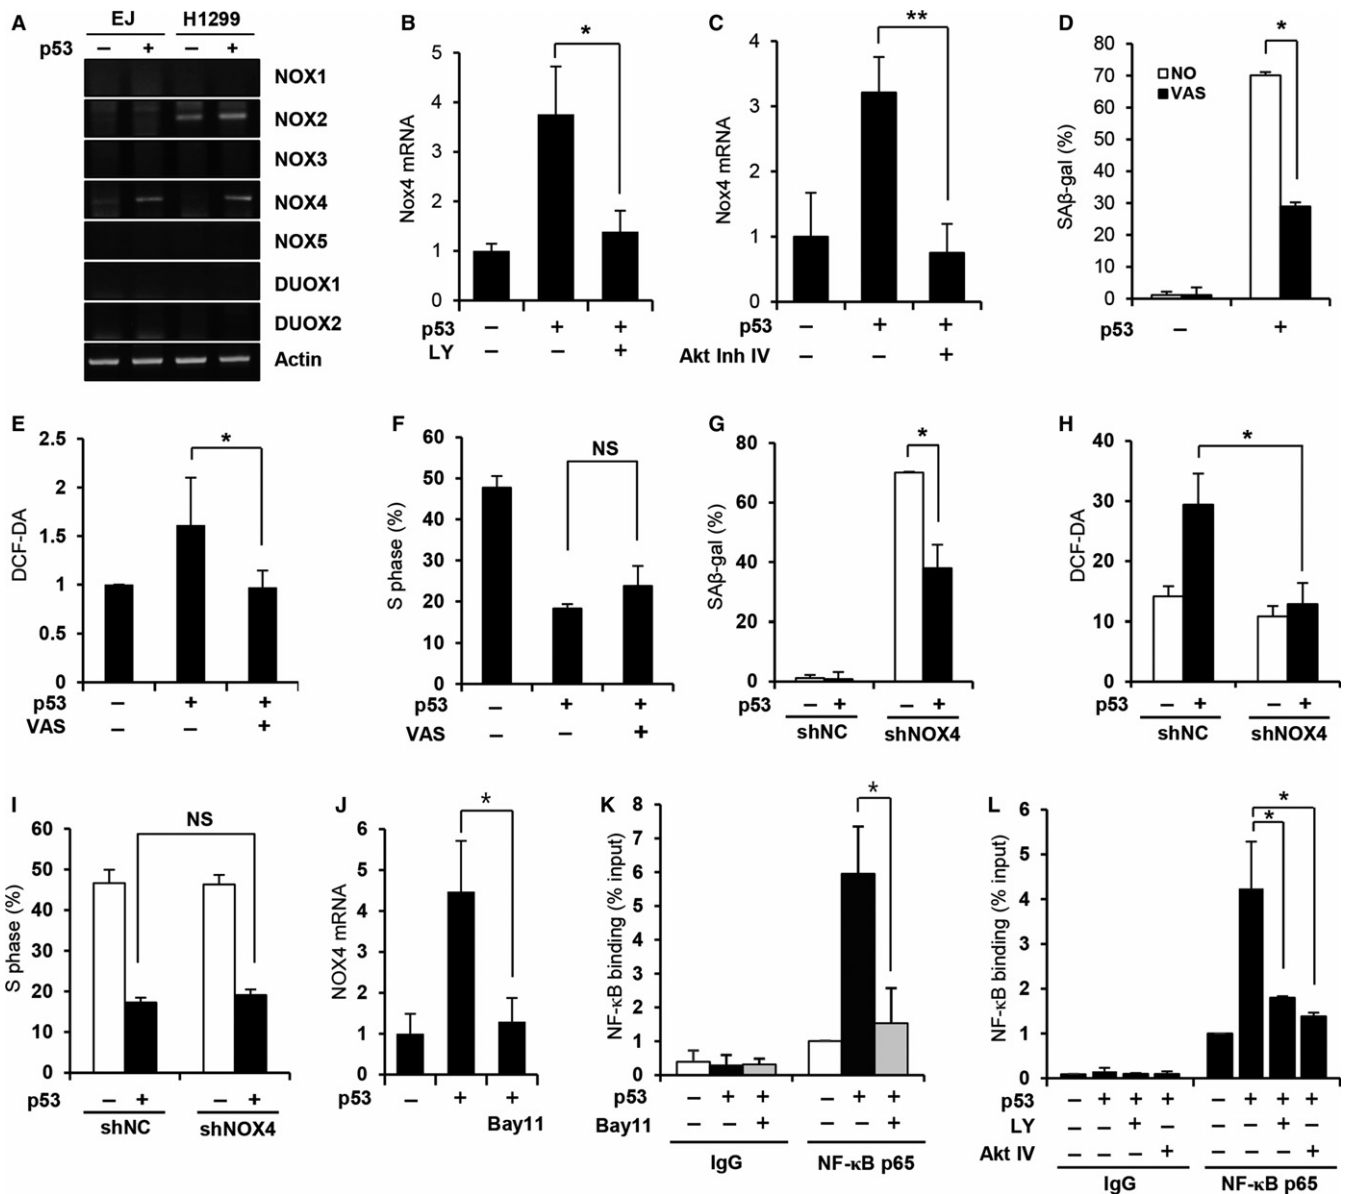 A
EJ H1299
p53 – + – +
NOX1
NOX2
NOX3
NOX4
NOX5
DUOX1
DUOX2
Actin
B
Nox4 mRNA
5
4
3
2
1
0
*
p53 – + +
LY – – +
C
Nox4 mRNA
4
3
2
1
0
**
p53 – + +
Akt Inh IV – – +
D
SAβ-gal (%)
80
70
60
50
40
30
20
10
0
NO
VAS
*
p53 – +
E
DCF-DA
2.5
2
1.5
1
0.5
0
*
p53 – + +
VAS – – +
F
S phase (%)
60
50
40
30
20
10
0
NS
p53 – + +
VAS – – +
G
SAβ-gal (%)
80
60
40
20
0
*
p53 – + – +
shNC shNOX4
H
DCF-DA
40
30
20
10
0
*
p53 – + – +
shNC shNOX4
I
S phase (%)
60
50
40
30
20
10
0
NS
p53 – + – +
shNC shNOX4
J
NOX4 mRNA
6
5
4
3
2
1
0
*
p53 – + +
Bay11
K
NF-κB binding (% input)
8
7
6
5
4
3
2
1
0
*
p53 – + + – + +
Bay11 – – + – – +
IgG NF-κB p65
L
NF-κB binding (% input)
6
5
4
3
2
1
0
*
*
p53 – + + + – + + +
LY – – + – – – + –
Akt IV – – – + – – – +
IgG NF-κB p65